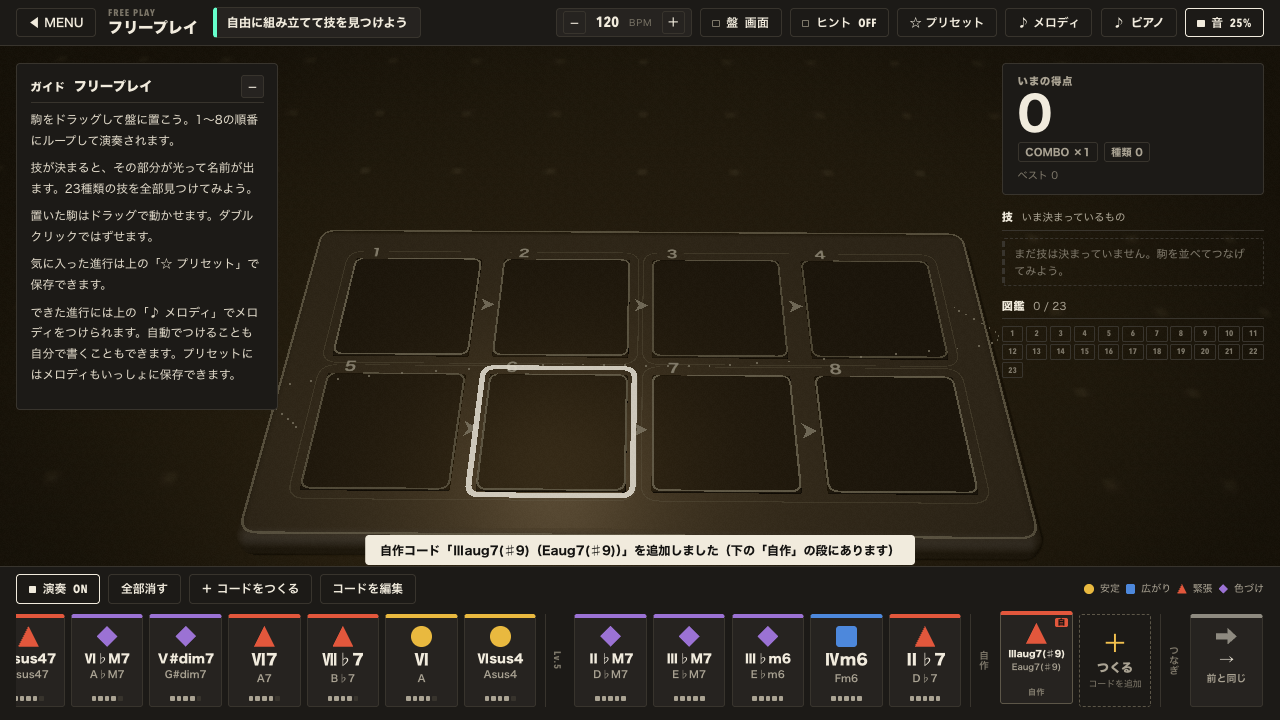 ◀ MENU
FREE PLAY
フリープレイ
自由に組み立てて技を見つけよう
− 120 BPM +
□ 盤 画面
□ ヒント OFF
☆ プリセット
♪ メロディ
♪ ピアノ
■ 音 25%
ガイド フリープレイ −
駒をドラッグして盤に置こう。1〜8の順番
にループして演奏されます。
技が決まると、その部分が光って名前が出
ます。23種類の技を全部見つけてみよう。
置いた駒はドラッグで動かせます。ダブル
クリックではずせます。
気に入った進行は上の「☆ プリセット」で
保存できます。
できた進行には上の「♪ メロディ」でメロ
ディをつけられます。自動でつけることも
自分で書くこともできます。プリセットに
はメロディもいっしょに保存できます。
いまの得点
0
COMBO ×1 種類 0
ベスト 0
技 いま決まっているもの
まだ技は決まっていません。駒を並べてつなげ
てみよう。
図鑑 0 / 23
1 2 3 4 5 6 7 8 9 10 11
12 13 14 15 16 17 18 19 20 21 22
23
1 2 3 4
5 6 7 8
自作コード「Ⅲaug7(♯9)（Eaug7(♯9)）」を追加しました（下の「自作」の段にあります）
■ 演奏 ON
全部消す
＋ コードをつくる
コードを編集
安定 広がり 緊張 色づけ
sus47
sus47
Ⅵ♭M7
A♭M7
Ⅴ#dim7
G#dim7
Ⅵ7
A7
Ⅶ♭7
B♭7
Ⅵ
A
Ⅵsus4
Asus4
Lv.5
Ⅱ♭M7
D♭M7
Ⅲ♭M7
E♭M7
Ⅲ♭m6
E♭m6
Ⅳm6
Fm6
Ⅱ♭7
D♭7
自作
自
Ⅲaug7(♯9)
Eaug7(♯9)
自作
＋
つくる
コードを追加
つなぎ
→
前と同じ